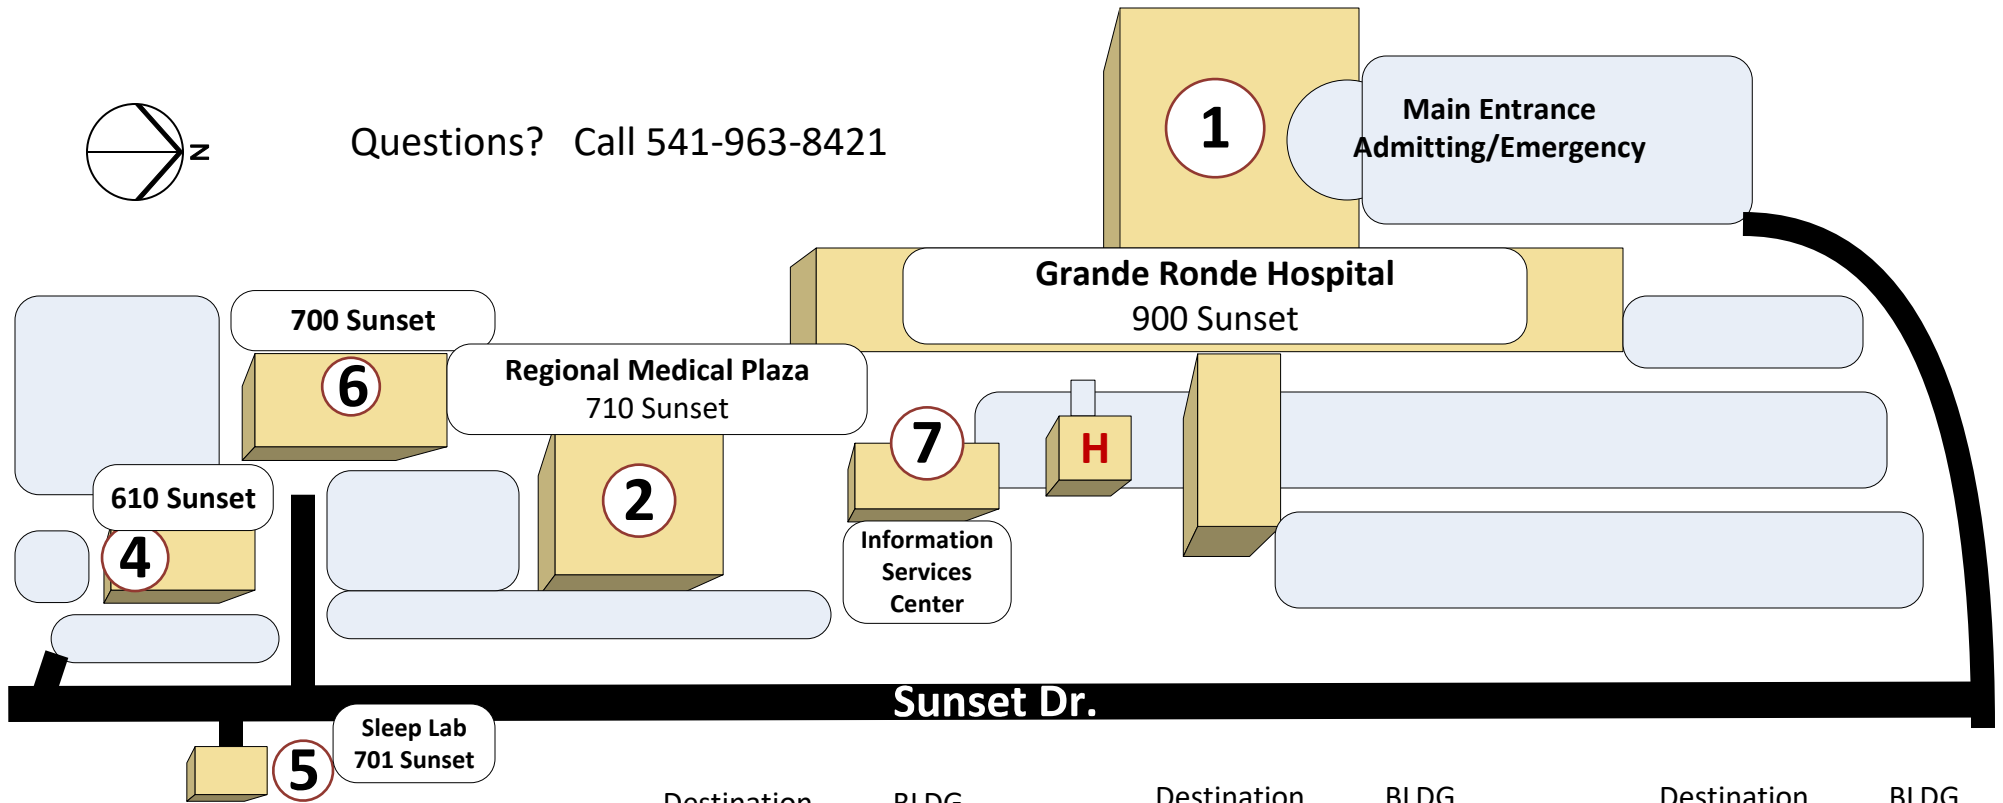 N
Questions? Call 541-963-8421
1
Main Entrance
Admitting/Emergency
Grande Ronde Hospital
900 Sunset
700 Sunset
6
Regional Medical Plaza
710 Sunset
2
7
H
610 Sunset
4
Information
Services
Center
Sunset Dr.
Sleep Lab
701 Sunset
5
Destination BLDG
Destination BLDG
Destination BLDG